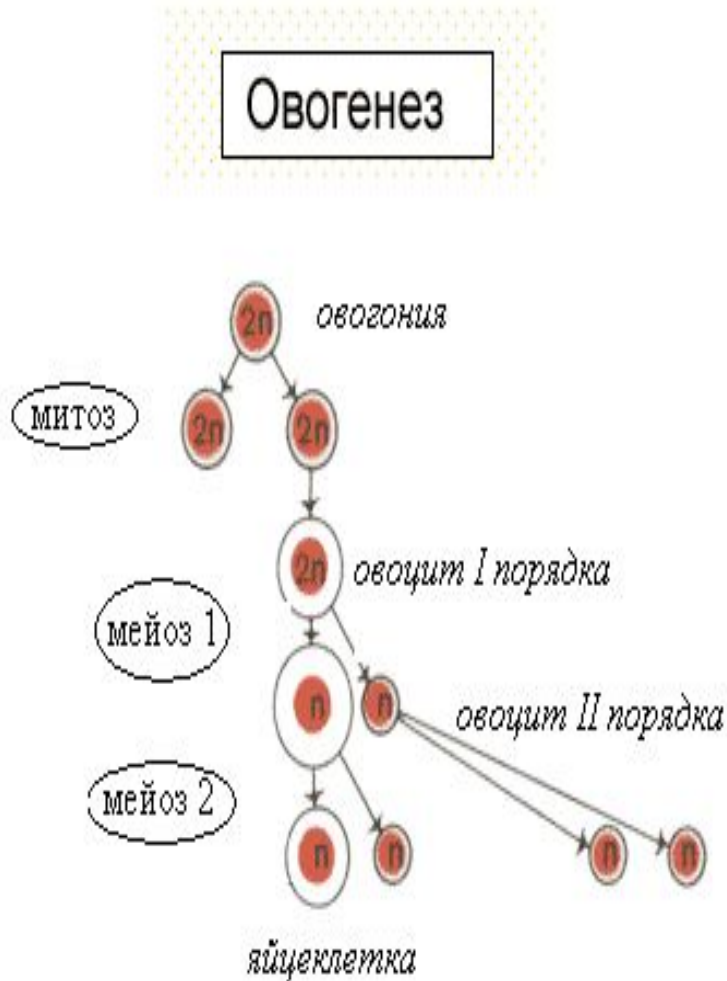 Овогенез
2n
овогония
митоз
2n 2n
2n
овоцит I порядка
мейоз 1
n n
овоцит II порядка
мейоз 2
n n n n
яйцеклетка